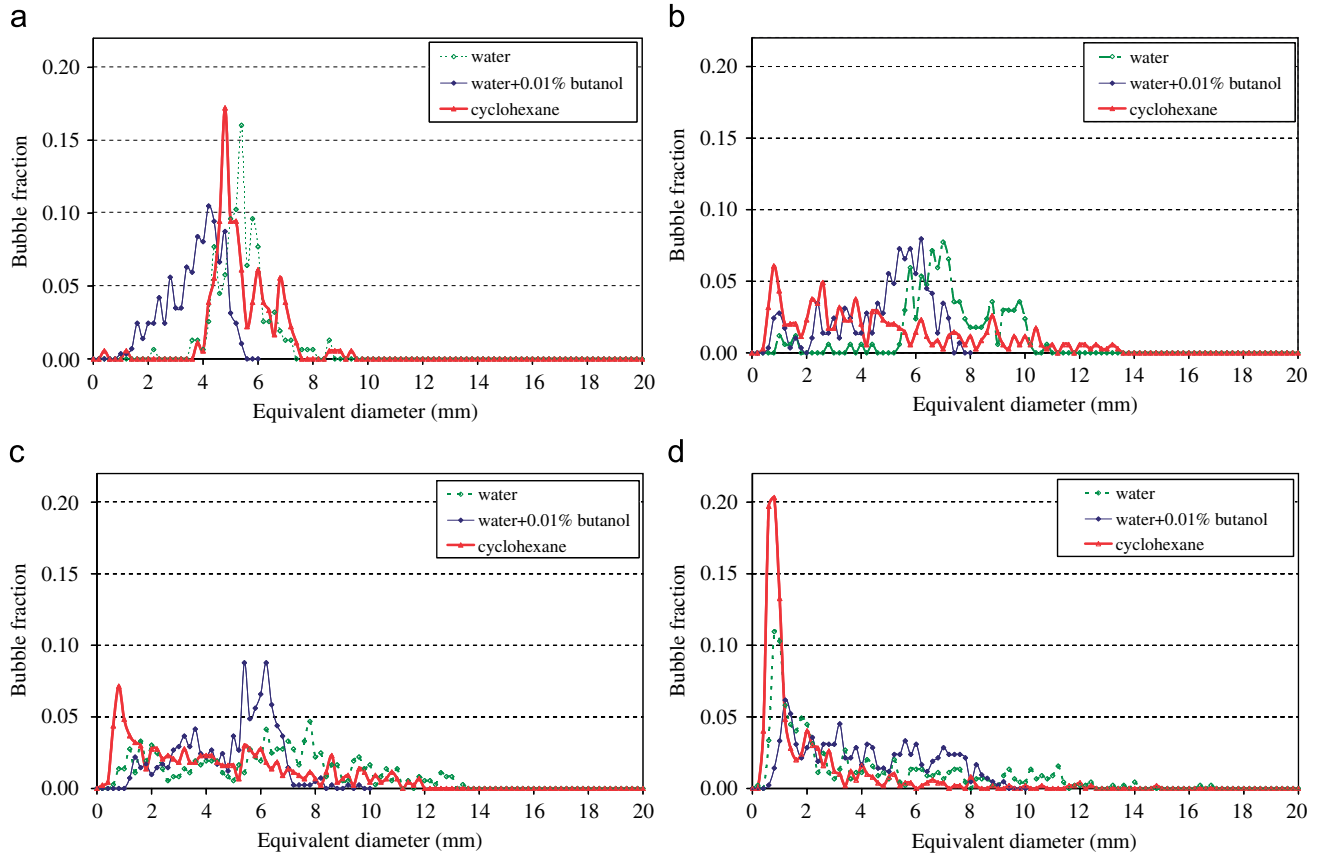 a
Bubble fraction
0.20
0.15
0.10
0.05
0.00
0 2 4 6 8 10 12 14 16 18 20
Equivalent diameter (mm)
water
water+0.01% butanol
cyclohexane
b
Bubble fraction
0.20
0.15
0.10
0.05
0.00
0 2 4 6 8 10 12 14 16 18 20
Equivalent diameter (mm)
water
water+0.01% butanol
cyclohexane
c
Bubble fraction
0.20
0.15
0.10
0.05
0.00
0 2 4 6 8 10 12 14 16 18 20
Equivalent diameter (mm)
water
water+0.01% butanol
cyclohexane
d
Bubble fraction
0.20
0.15
0.10
0.05
0.00
0 2 4 6 8 10 12 14 16 18 20
Equivalent diameter (mm)
water
water+0.01% butanol
cyclohexane